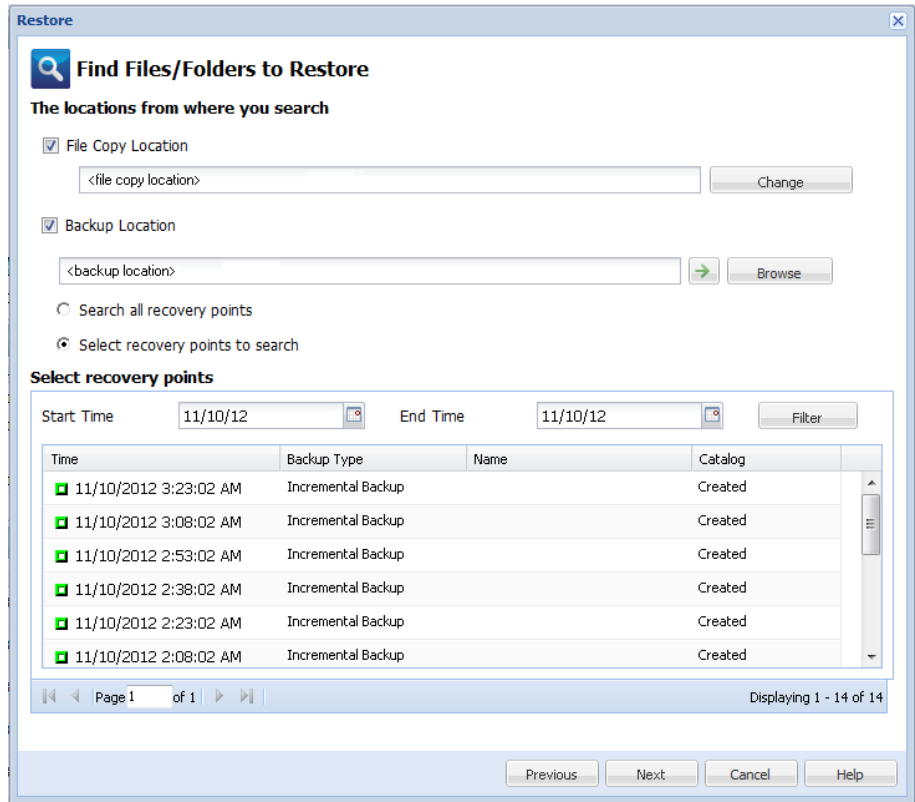 Restore
Find Files/Folders to Restore
The locations from where you search
File Copy Location
<file copy location>
Change
Backup Location
<backup location>
Browse
Search all recovery points
Select recovery points to search
Select recovery points
Start Time 11/10/12 End Time 11/10/12 Filter
Time Backup Type Name Catalog
11/10/2012 3:23:02 AM Incremental Backup Created
11/10/2012 3:08:02 AM Incremental Backup Created
11/10/2012 2:53:02 AM Incremental Backup Created
11/10/2012 2:38:02 AM Incremental Backup Created
11/10/2012 2:23:02 AM Incremental Backup Created
11/10/2012 2:08:02 AM Incremental Backup Created
Page 1 of 1 Displaying 1 - 14 of 14
Previous Next Cancel Help